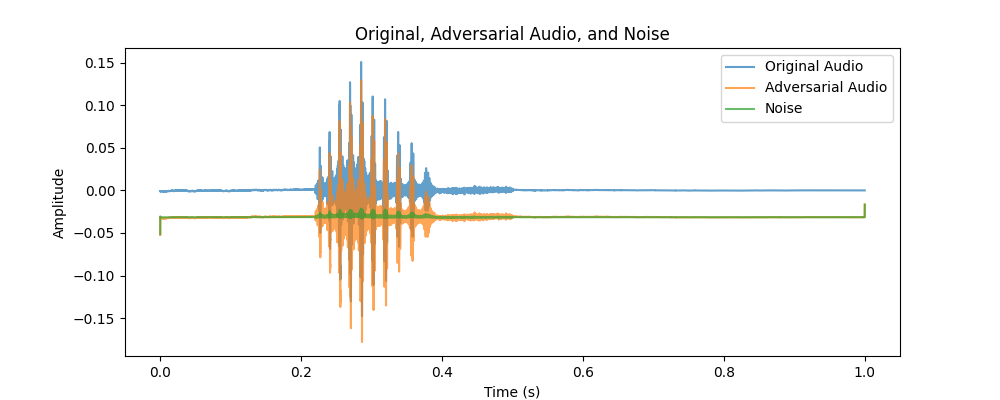 Original, Adversarial Audio, and Noise
Original Audio
Adversarial Audio
Noise
Amplitude
0.15
0.10
0.05
0.00
−0.05
−0.10
−0.15
0.0 0.2 0.4 0.6 0.8 1.0
Time (s)